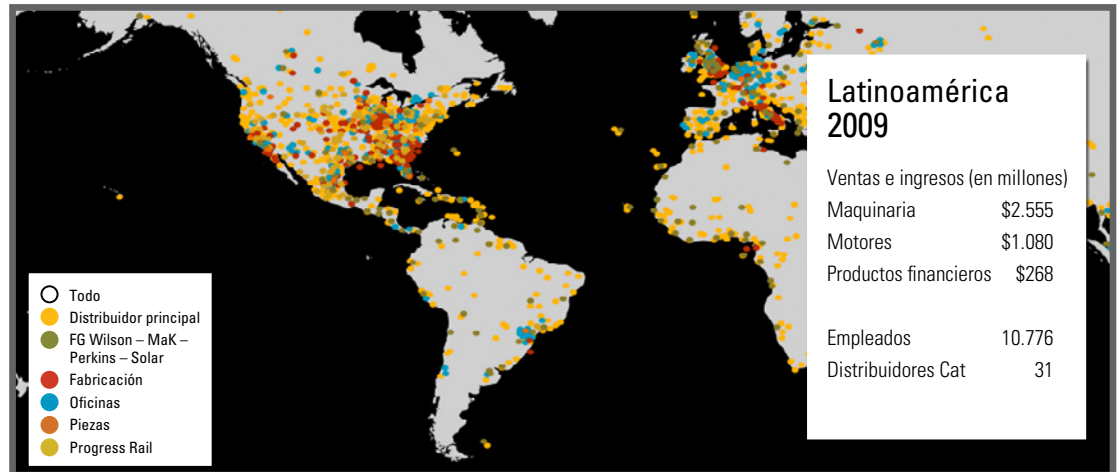 Latinoamérica
2009
Ventas e ingresos (en millones)
Maquinaria $2.555
Motores $1.080
Productos financieros $268
Empleados 10.776
Distribuidores Cat 31
Todo
Distribuidor principal
FG Wilson – MaK –
Perkins – Solar
Fabricación
Oficinas
Piezas
Progress Rail